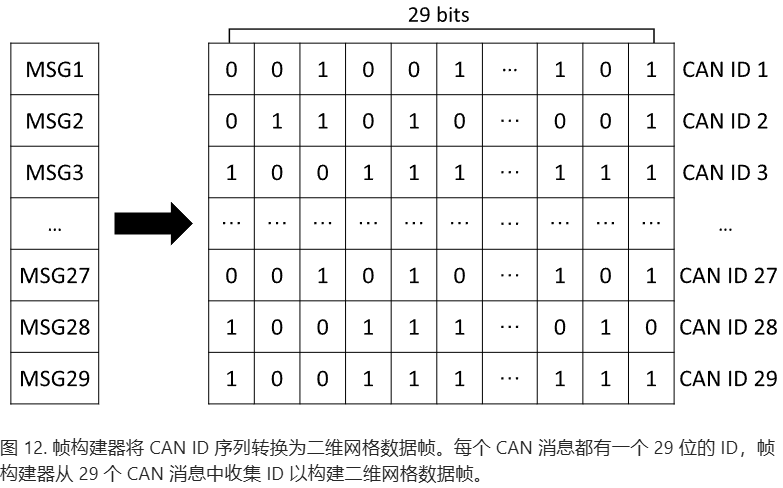 29 bits
MSG1 0 0 1 0 0 1 ... 1 0 1 CAN ID 1
MSG2 0 1 1 0 1 0 ... 0 0 1 CAN ID 2
MSG3 1 0 0 1 1 1 ... 1 1 1 CAN ID 3
... ... ... ... ... ... ... ... ... ... ... ...
MSG27 0 0 1 0 1 0 ... 1 0 1 CAN ID 27
MSG28 1 0 0 1 1 1 ... 0 1 0 CAN ID 28
MSG29 1 0 0 1 1 1 ... 1 1 1 CAN ID 29
图 12. 帧构建器将 CAN ID 序列转换为二维网格数据帧。每个 CAN 消息都有一个 29 位的 ID，帧
构建器从 29 个 CAN 消息中收集 ID 以构建二维网格数据帧。